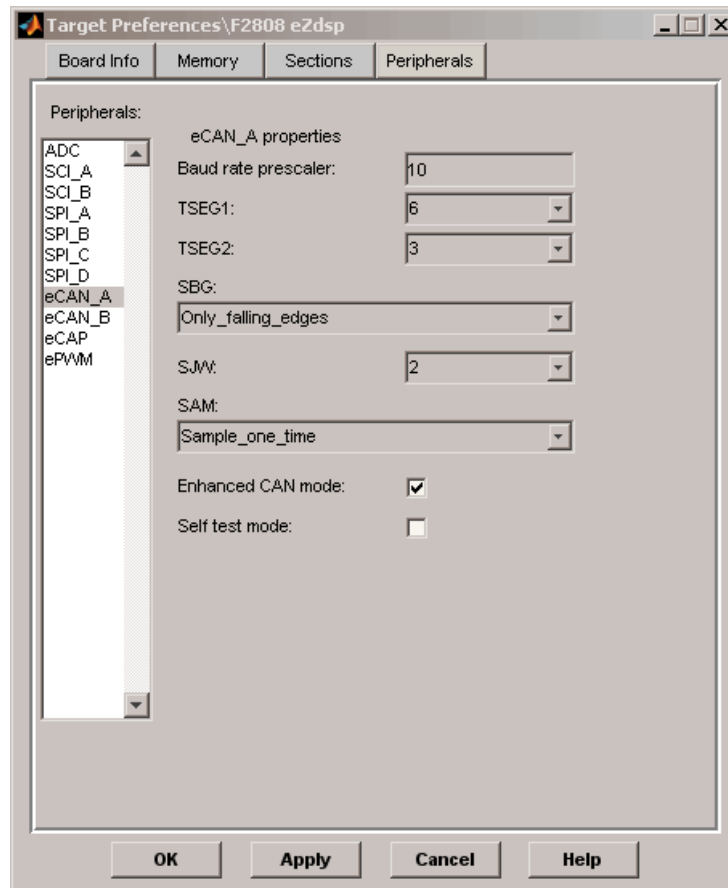 Target Preferences\F2808 eZdsp
Board Info Memory Sections Peripherals
Peripherals:
ADC
SCI_A
SCI_B
SPI_A
SPI_B
SPI_C
SPI_D
eCAN_A
eCAN_B
eCAP
ePWM
eCAN_A properties
Baud rate prescaler: 10
TSEG1: 6
TSEG2: 3
SBG:
Only_falling_edges
SJW: 2
SAM:
Sample_one_time
Enhanced CAN mode:
Self test mode:
OK Apply Cancel Help